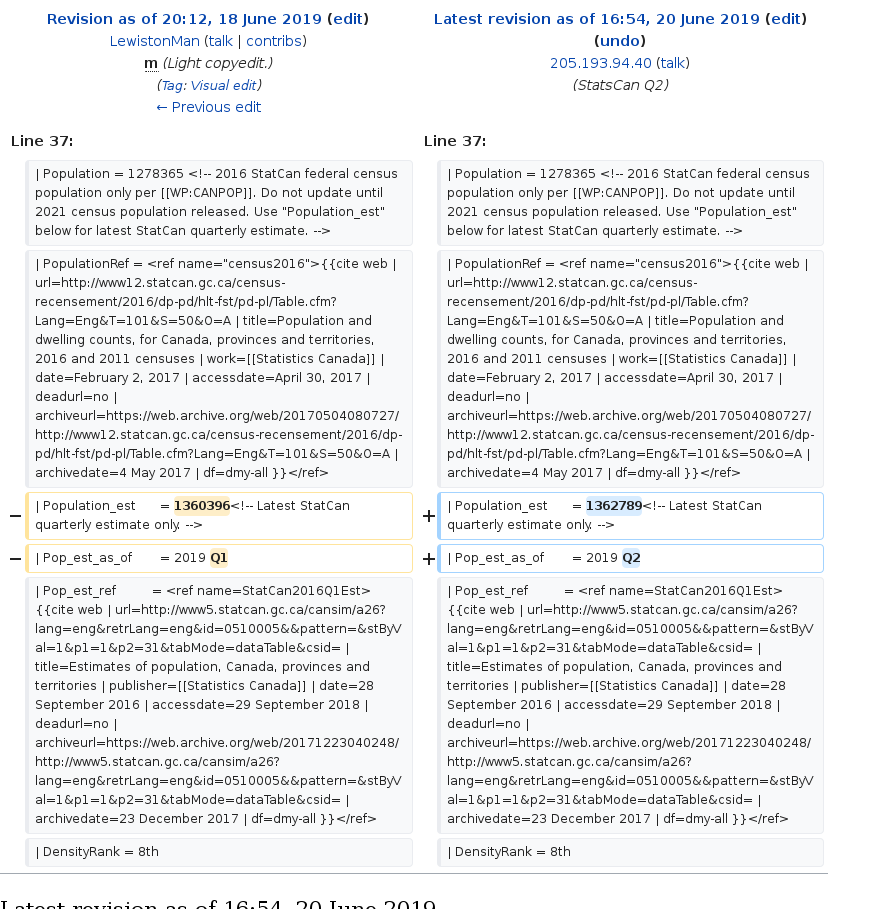 Revision as of 20:12, 18 June 2019 (edit)
LewistonMan (talk | contribs)
m (Light copyedit.)
(Tag: Visual edit)
← Previous edit
Latest revision as of 16:54, 20 June 2019 (edit)
(undo)
205.193.94.40 (talk)
(StatsCan Q2)
Line 37:
Line 37:
| Population = 1278365 <!-- 2016 StatCan federal census
population only per [[WP:CANPOP]]. Do not update until
2021 census population released. Use "Population_est"
below for latest StatCan quarterly estimate. -->
| Population = 1278365 <!-- 2016 StatCan federal census
population only per [[WP:CANPOP]]. Do not update until
2021 census population released. Use "Population_est"
below for latest StatCan quarterly estimate. -->
| PopulationRef = <ref name="census2016">{{cite web |
url=http://www12.statcan.gc.ca/census-
recensement/2016/dp-pd/hlt-fst/pd-pl/Table.cfm?
Lang=Eng&T=101&S=50&O=A | title=Population and
dwelling counts, for Canada, provinces and territories,
2016 and 2011 censuses | work=[[Statistics Canada]] |
date=February 2, 2017 | accessdate=April 30, 2017 |
deadurl=no |
archiveurl=https://web.archive.org/web/20170504080727/
http://www12.statcan.gc.ca/census-recensement/2016/dp-
pd/hlt-fst/pd-pl/Table.cfm?Lang=Eng&T=101&S=50&O=A |
archivedate=4 May 2017 | df=dmy-all }}</ref>
| PopulationRef = <ref name="census2016">{{cite web |
url=http://www12.statcan.gc.ca/census-
recensement/2016/dp-pd/hlt-fst/pd-pl/Table.cfm?
Lang=Eng&T=101&S=50&O=A | title=Population and
dwelling counts, for Canada, provinces and territories,
2016 and 2011 censuses | work=[[Statistics Canada]] |
date=February 2, 2017 | accessdate=April 30, 2017 |
deadurl=no |
archiveurl=https://web.archive.org/web/20170504080727/
http://www12.statcan.gc.ca/census-recensement/2016/dp-
pd/hlt-fst/pd-pl/Table.cfm?Lang=Eng&T=101&S=50&O=A |
archivedate=4 May 2017 | df=dmy-all }}</ref>
− | Population_est = 1360396<!-- Latest StatCan
quarterly estimate only. -->
+ | Population_est = 1362789<!-- Latest StatCan
quarterly estimate only. -->
− | Pop_est_as_of = 2019 Q1
+ | Pop_est_as_of = 2019 Q2
| Pop_est_ref = <ref name=StatCan2016Q1Est>
{{cite web | url=http://www5.statcan.gc.ca/cansim/a26?
lang=eng&retrLang=eng&id=0510005&&pattern=&stByV
al=1&p1=1&p2=31&tabMode=dataTable&csid= |
title=Estimates of population, Canada, provinces and
territories | publisher=[[Statistics Canada]] | date=28
September 2016 | accessdate=29 September 2018 |
deadurl=no |
archiveurl=https://web.archive.org/web/20171223040248/
http://www5.statcan.gc.ca/cansim/a26?
lang=eng&retrLang=eng&id=0510005&&pattern=&stByV
al=1&p1=1&p2=31&tabMode=dataTable&csid= |
archivedate=23 December 2017 | df=dmy-all }}</ref>
| Pop_est_ref = <ref name=StatCan2016Q1Est>
{{cite web | url=http://www5.statcan.gc.ca/cansim/a26?
lang=eng&retrLang=eng&id=0510005&&pattern=&stByV
al=1&p1=1&p2=31&tabMode=dataTable&csid= |
title=Estimates of population, Canada, provinces and
territories | publisher=[[Statistics Canada]] | date=28
September 2016 | accessdate=29 September 2018 |
deadurl=no |
archiveurl=https://web.archive.org/web/20171223040248/
http://www5.statcan.gc.ca/cansim/a26?
lang=eng&retrLang=eng&id=0510005&&pattern=&stByV
al=1&p1=1&p2=31&tabMode=dataTable&csid= |
archivedate=23 December 2017 | df=dmy-all }}</ref>
| DensityRank = 8th
| DensityRank = 8th
Latest revision as of 16:54, 20 June 2019